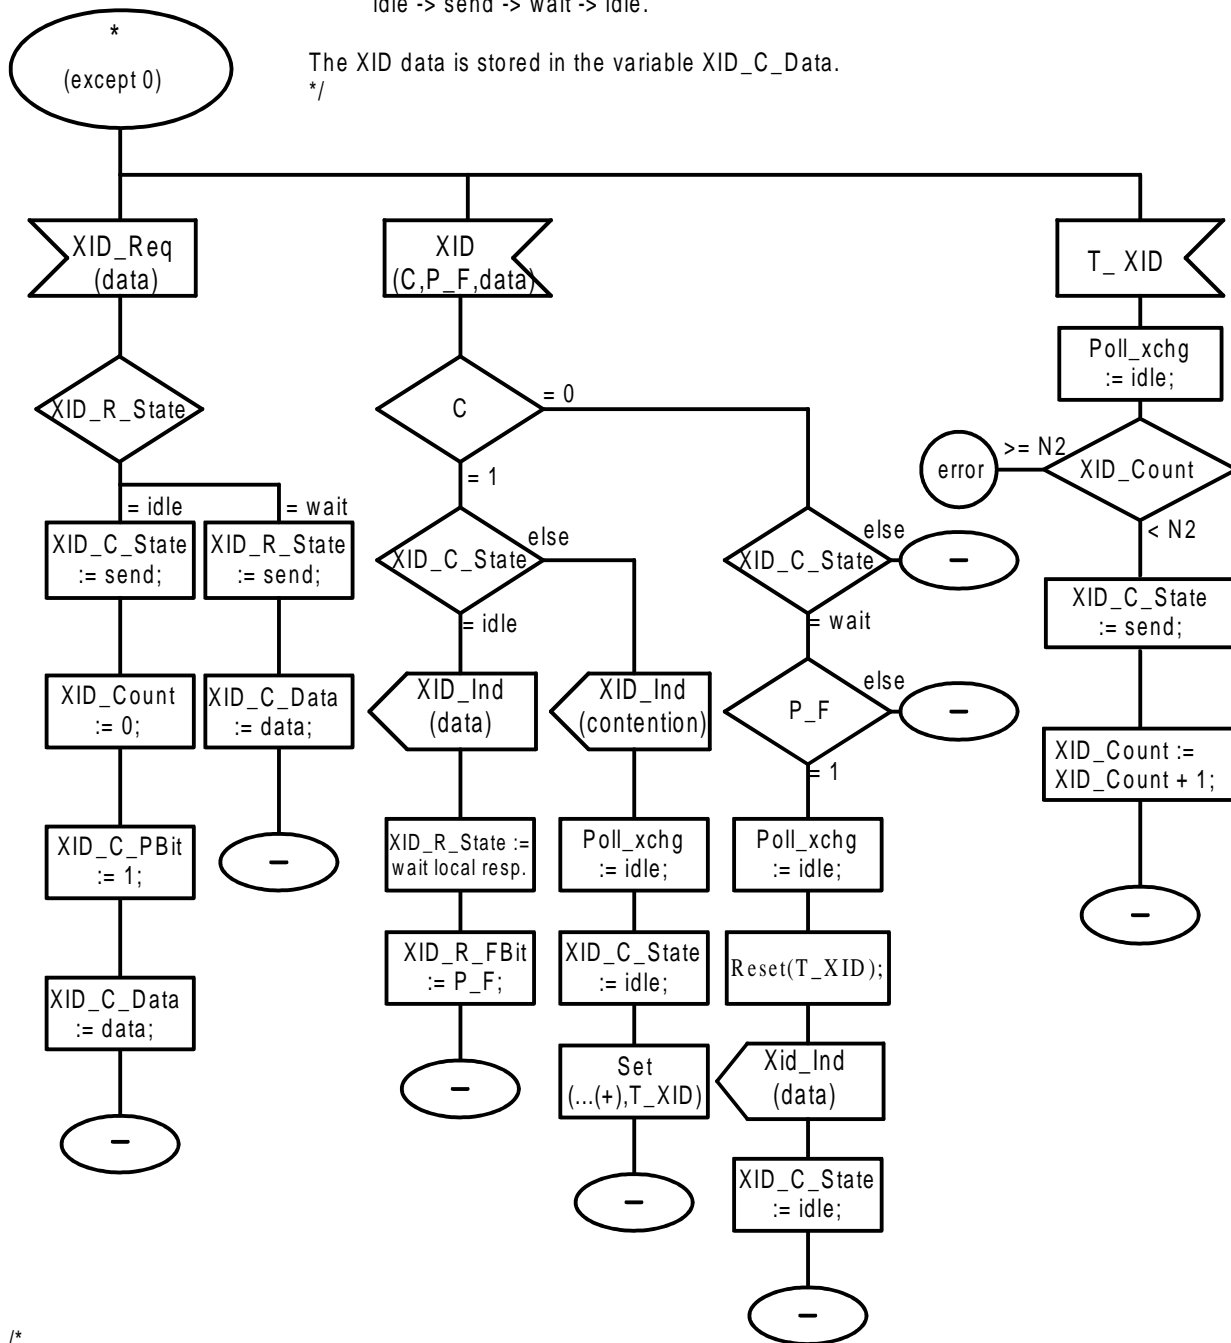 idle -> send -> wait -> idle.
The XID data is stored in the variable XID_C_Data.
*/
*
(except 0)
XID_Req
(data)
XID_R_State
= idle
XID_C_State
:= send;
XID_Count
:= 0;
XID_C_PBit
:= 1;
XID_C_Data
:= data;
–
= wait
XID_R_State
:= send;
XID_C_Data
:= data;
–
XID
(C,P_F,data)
C
= 1
XID_C_State
= idle
XID_Ind
(data)
XID_R_State :=
wait local resp.
XID_R_FBit
:= P_F;
–
else
XID_Ind
(contention)
Poll_xchg
:= idle;
XID_C_State
:= idle;
Set
(...(+),T_XID)
–
= 0
XID_C_State
else
–
= wait
P_F
else
–
= 1
Poll_xchg
:= idle;
Reset(T_XID);
Xid_Ind
(data)
XID_C_State
:= idle;
–
T_ XID
Poll_xchg
:= idle;
XID_Count
>= N2
error
< N2
XID_C_State
:= send;
XID_Count :=
XID_Count + 1;
–
/*